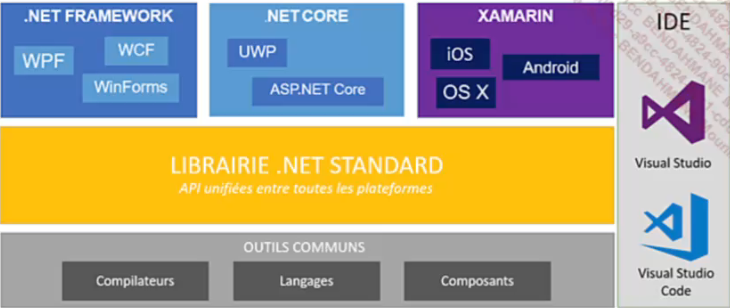 .NET FRAMEWORK
WPF
WCF
WinForms
.NET CORE
UWP
ASP.NET Core
XAMARIN
iOS
Android
OS X
IDE
Visual Studio
Visual Studio
Code
LIBRAIRIE .NET STANDARD
API unifiées entre toutes les plateformes
OUTILS COMMUNS
Compilateurs
Langages
Composants